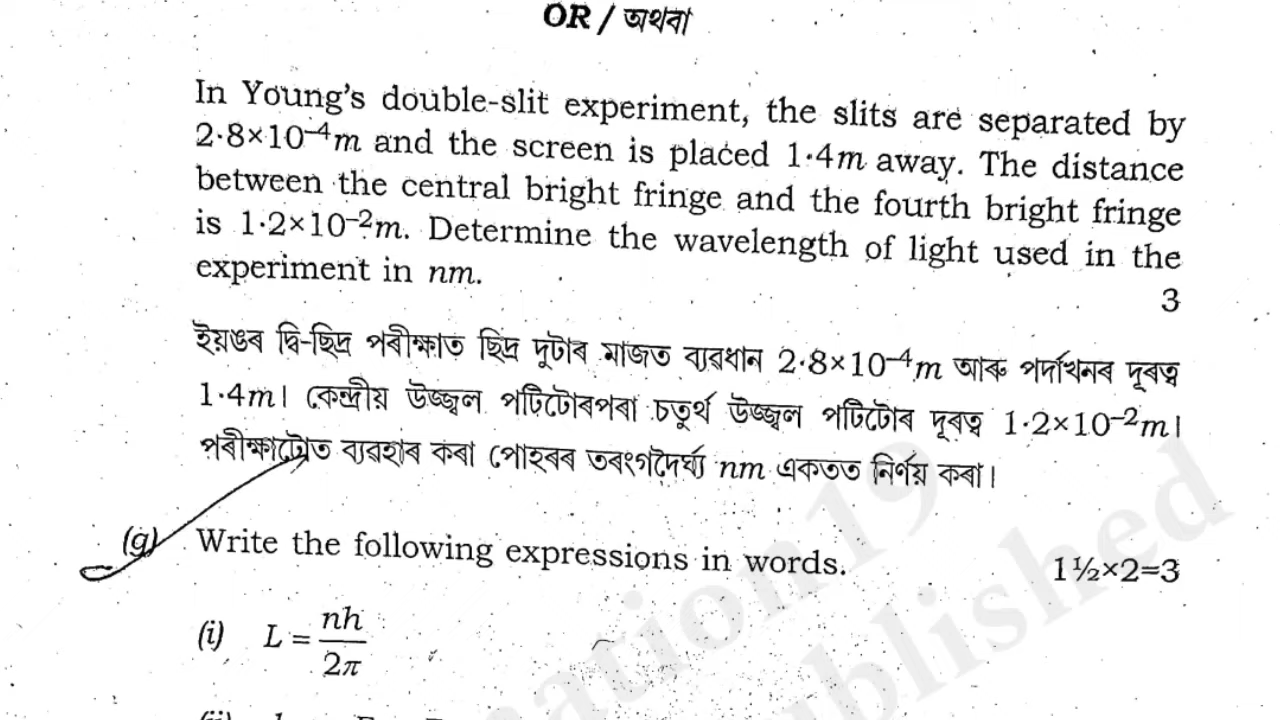 OR / অথবা
In Young's double-slit experiment, the slits are separated by
2·8×10⁻⁴m and the screen is placed 1·4m away. The distance
between the central bright fringe and the fourth bright fringe
is 1·2×10⁻²m. Determine the wavelength of light used in the
experiment in nm.
3
ইয়ঙৰ দ্বি-ছিদ্ৰ পৰীক্ষাত ছিদ্ৰ দুটাৰ মাজত ব্যৱধান 2·8×10⁻⁴m আৰু পৰ্দাখনৰ দূৰত্ব
1·4m। কেন্দ্ৰীয় উজ্জ্বল পটিটোৰপৰা চতুৰ্থ উজ্জ্বল পটিটোৰ দূৰত্ব 1·2×10⁻²m।
পৰীক্ষাটোত ব্যৱহাৰ কৰা পোহৰৰ তৰংগদৈৰ্ঘ্য nm এককত নিৰ্ণয় কৰা।
(g) Write the following expressions in words. 1½×2=3
(i) L = nh / 2π